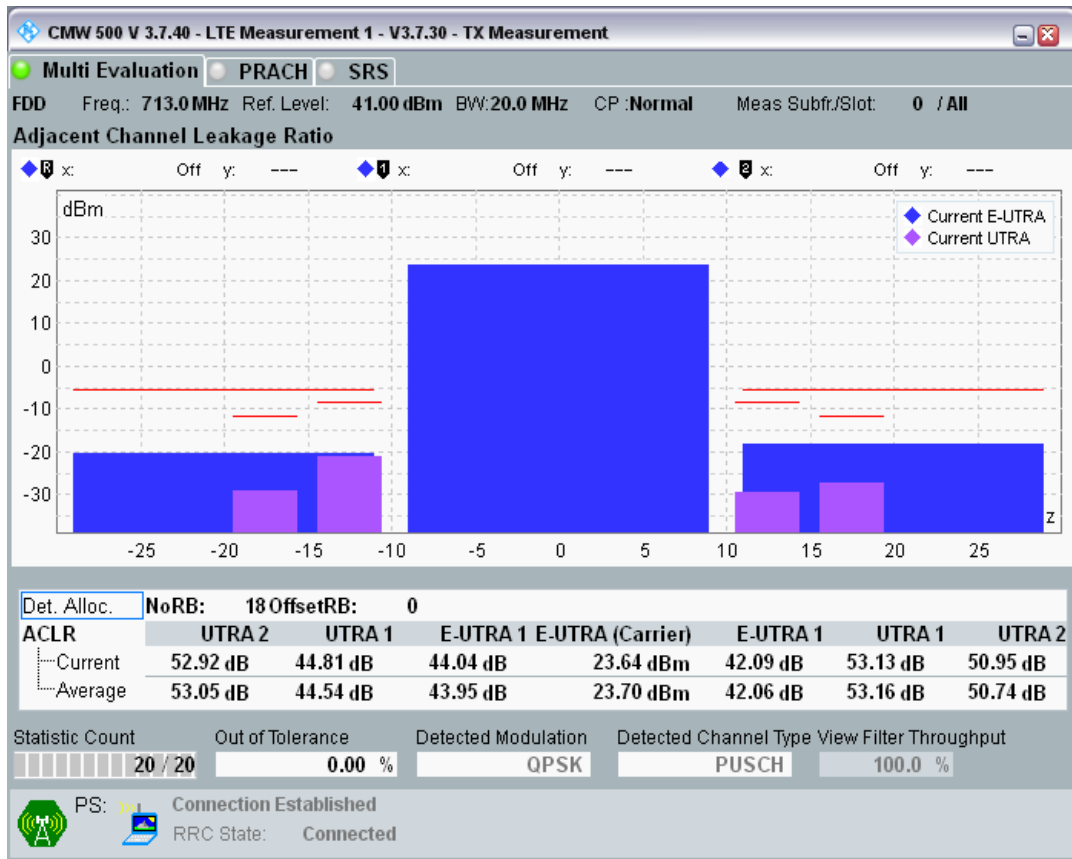 CMW 500 V 3.7.40 - LTE Measurement 1 - V3.7.30 - TX Measurement
Multi Evaluation PRACH SRS
FDD Freq.: 713.0 MHz Ref. Level: 41.00 dBm BW: 20.0 MHz CP :Normal Meas Subfr./Slot: 0 / All
Adjacent Channel Leakage Ratio
R x: Off y: --- 1 x: Off y: --- 2 x: Off y: ---
dBm
Current E-UTRA
Current UTRA
30
20
10
0
-10
-20
-30
z
-25 -20 -15 -10 -5 0 5 10 15 20 25
Det. Alloc. NoRB: 18 OffsetRB: 0
ACLR UTRA 2 UTRA 1 E-UTRA 1 E-UTRA (Carrier) E-UTRA 1 UTRA 1 UTRA 2
Current 52.92 dB 44.81 dB 44.04 dB 23.64 dBm 42.09 dB 53.13 dB 50.95 dB
Average 53.05 dB 44.54 dB 43.95 dB 23.70 dBm 42.06 dB 53.16 dB 50.74 dB
Statistic Count Out of Tolerance Detected Modulation Detected Channel Type View Filter Throughput
20 / 20 0.00 % QPSK PUSCH 100.0 %
PS: Connection Established
RRC State: Connected